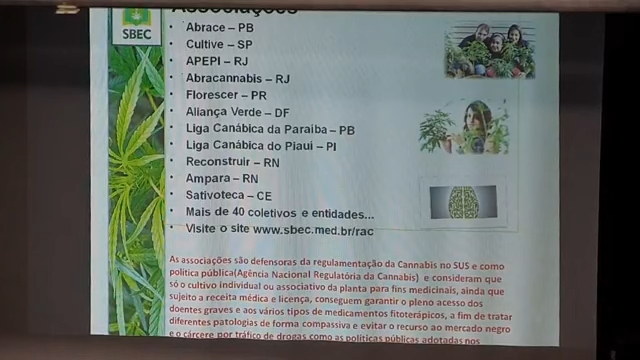 SBEC
Associações
• Abrace – PB
• Cultive – SP
• APEPI – RJ
• Abracannabis – RJ
• Florescer – PR
• Aliança Verde – DF
• Liga Canábica da Paraiba – PB
• Liga Canábica do Piaui – PI
• Reconstruir – RN
• Ampara – RN
• Sativoteca – CE
• Mais de 40 coletivos e entidades...
• Visite o site www.sbec.med.br/rac
As associações são defensoras da regulamentação da Cannabis no SUS e como
política pública(Agência Nacional Regulatória da Cannabis) e consideram que
só o cultivo individual ou associativo da planta para fins medicinais, ainda que
sujeito a receita médica e licença, conseguem garantir o pleno acesso dos
doentes graves e aos vários tipos de medicamentos fitoterápicos, a fim de tratar
diferentes patologias de forma compassiva e evitar o recurso ao mercado negro
e o cárcere por tráfico de drogas como as políticas públicas adotadas nos